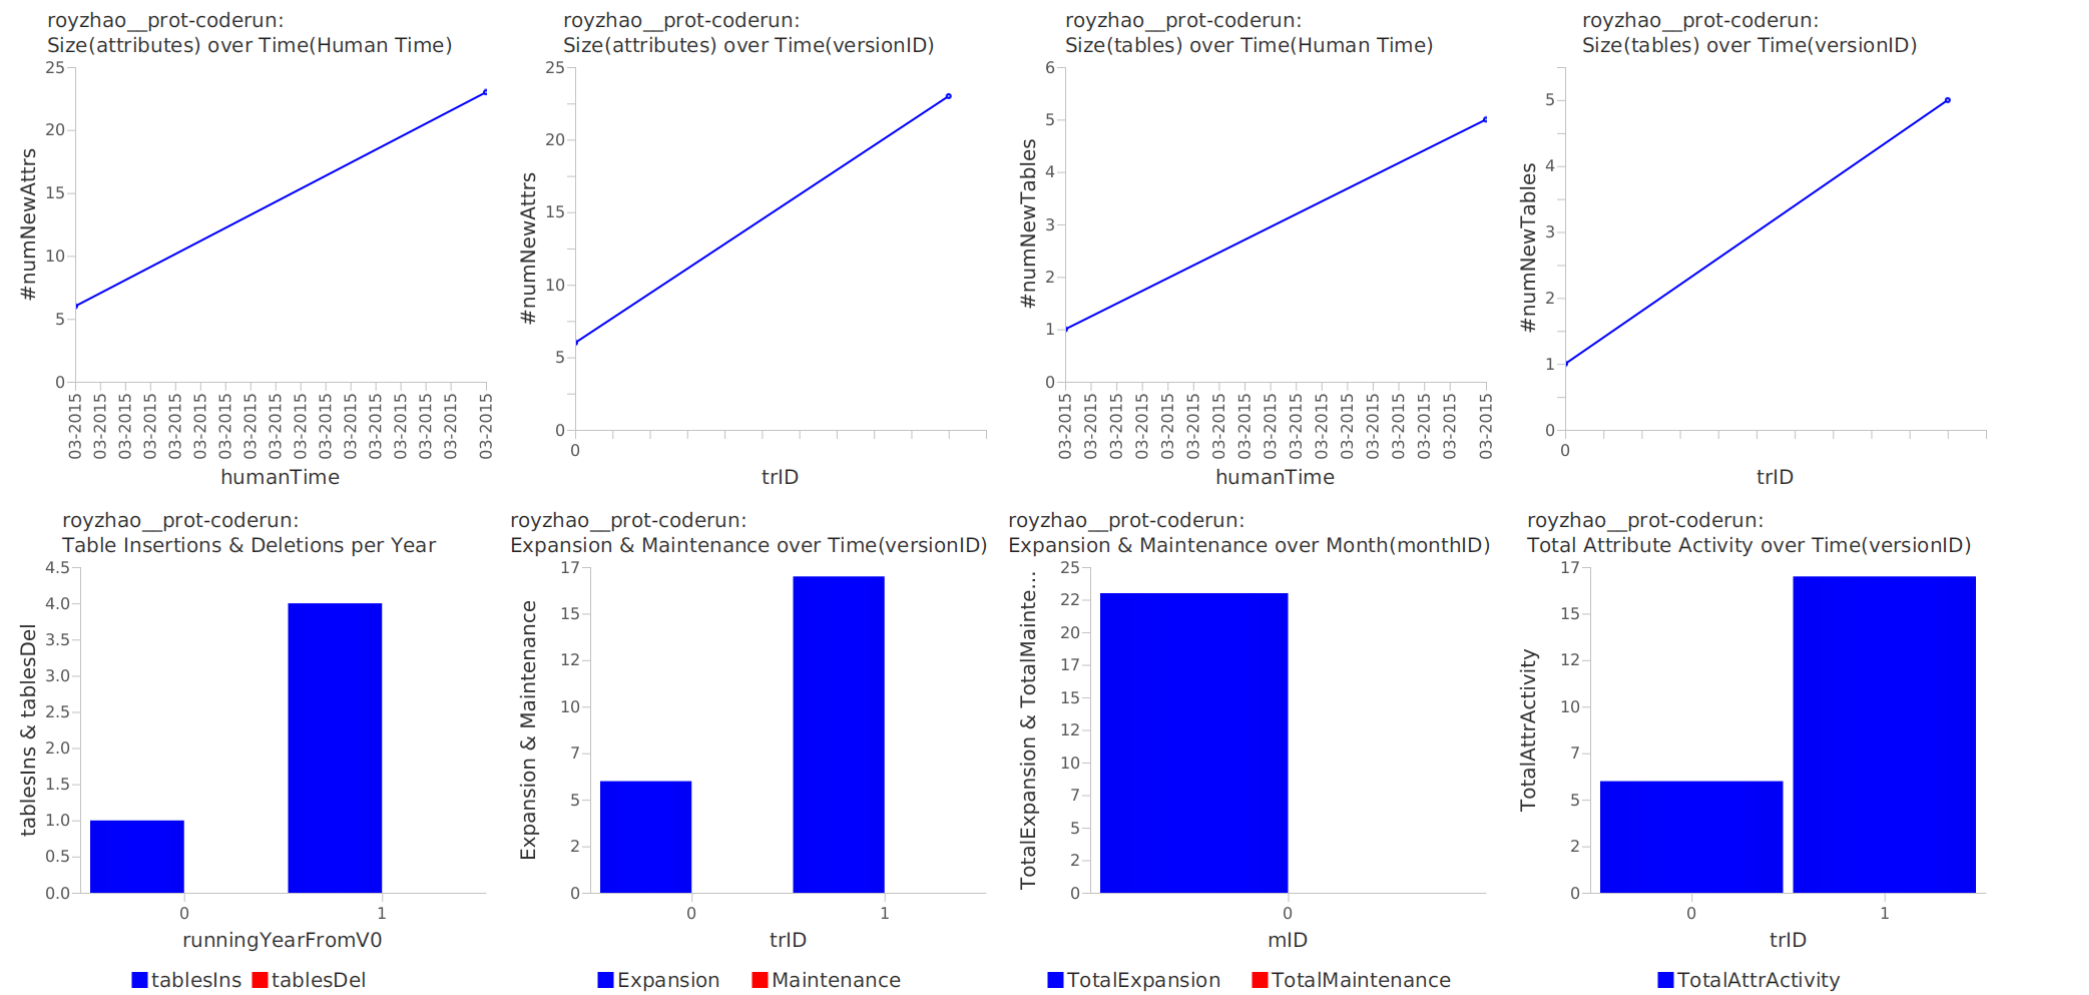 royzhao__prot-coderun:
Size(attributes) over Time(Human Time)
#numNewAttrs
25
20
15
10
5
0
03-2015 03-2015 03-2015 03-2015 03-2015 03-2015 03-2015 03-2015 03-2015 03-2015 03-2015 03-2015 03-2015 03-2015 03-2015 03-2015 03-2015
humanTime
royzhao__prot-coderun:
Size(attributes) over Time(versionID)
#numNewAttrs
25
20
15
10
5
0
0
trID
royzhao__prot-coderun:
Size(tables) over Time(Human Time)
#numNewTables
6
5
4
3
2
1
0
03-2015 03-2015 03-2015 03-2015 03-2015 03-2015 03-2015 03-2015 03-2015 03-2015 03-2015 03-2015 03-2015 03-2015 03-2015 03-2015 03-2015
humanTime
royzhao__prot-coderun:
Size(tables) over Time(versionID)
#numNewTables
5
4
3
2
1
0
0
trID
royzhao__prot-coderun:
Table Insertions & Deletions per Year
tablesIns & tablesDel
4.5
4.0
3.5
3.0
2.5
2.0
1.5
1.0
0.5
0.0
0 1
runningYearFromV0
tablesIns tablesDel
royzhao__prot-coderun:
Expansion & Maintenance over Time(versionID)
Expansion & Maintenance
17
15
12
10
7
5
2
0
0 1
trID
Expansion Maintenance
royzhao__prot-coderun:
Expansion & Maintenance over Month(monthID)
TotalExpansion & TotalMainte...
25
22
20
17
15
12
10
7
5
2
0
0
mID
TotalExpansion TotalMaintenance
royzhao__prot-coderun:
Total Attribute Activity over Time(versionID)
TotalAttrActivity
17
15
12
10
7
5
2
0
0 1
trID
TotalAttrActivity